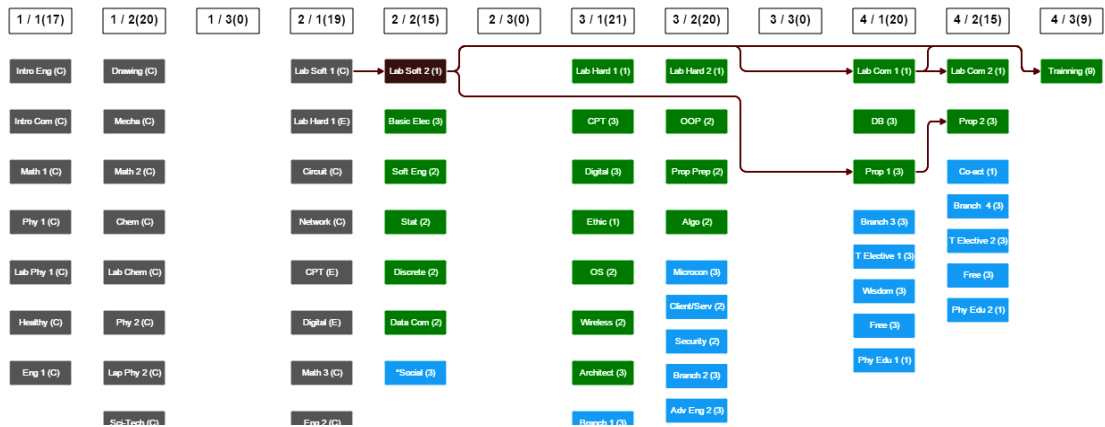 1 / 1(17)
1 / 2(20)
1 / 3(0)
2 / 1(19)
2 / 2(15)
2 / 3(0)
3 / 1(21)
3 / 2(20)
3 / 3(0)
4 / 1(20)
4 / 2(15)
4 / 3(9)
Intro Eng (C)
Intro Com (C)
Math 1 (C)
Phy 1 (C)
Lab Phy 1 (C)
Healthy (C)
Eng 1 (C)
Drawing (C)
Mecha (C)
Math 2 (C)
Chem (C)
Lab Chem (C)
Phy 2 (C)
Lap Phy 2 (C)
Sci-Tech (C)
Lab Soft 1 (C)
Lab Hard 1 (E)
Circuit (C)
Network (C)
CPT (E)
Digital (E)
Math 3 (C)
Eng 2 (C)
Lab Soft 2 (1)
Basic Elec (3)
Soft Eng (2)
Stat (2)
Discrete (2)
Data Com (2)
*Social (3)
Lab Hard 1 (1)
CPT (3)
Digital (3)
Ethic (1)
OS (2)
Wireless (2)
Architect (3)
Branch 1 (3)
Lab Hard 2 (1)
OOP (2)
Prop Prep (2)
Algo (2)
Microcon (3)
Client/Serv (2)
Security (2)
Branch 2 (3)
Adv Eng 2 (3)
Lab Com 1 (1)
DB (3)
Prop 1 (3)
Branch 3 (3)
T Elective 1 (3)
Wisdom (3)
Free (3)
Phy Edu 1 (1)
Lab Com 2 (1)
Prop 2 (3)
Co-act (1)
Branch 4 (3)
T Elective 2 (3)
Free (3)
Phy Edu 2 (1)
Trainning (9)